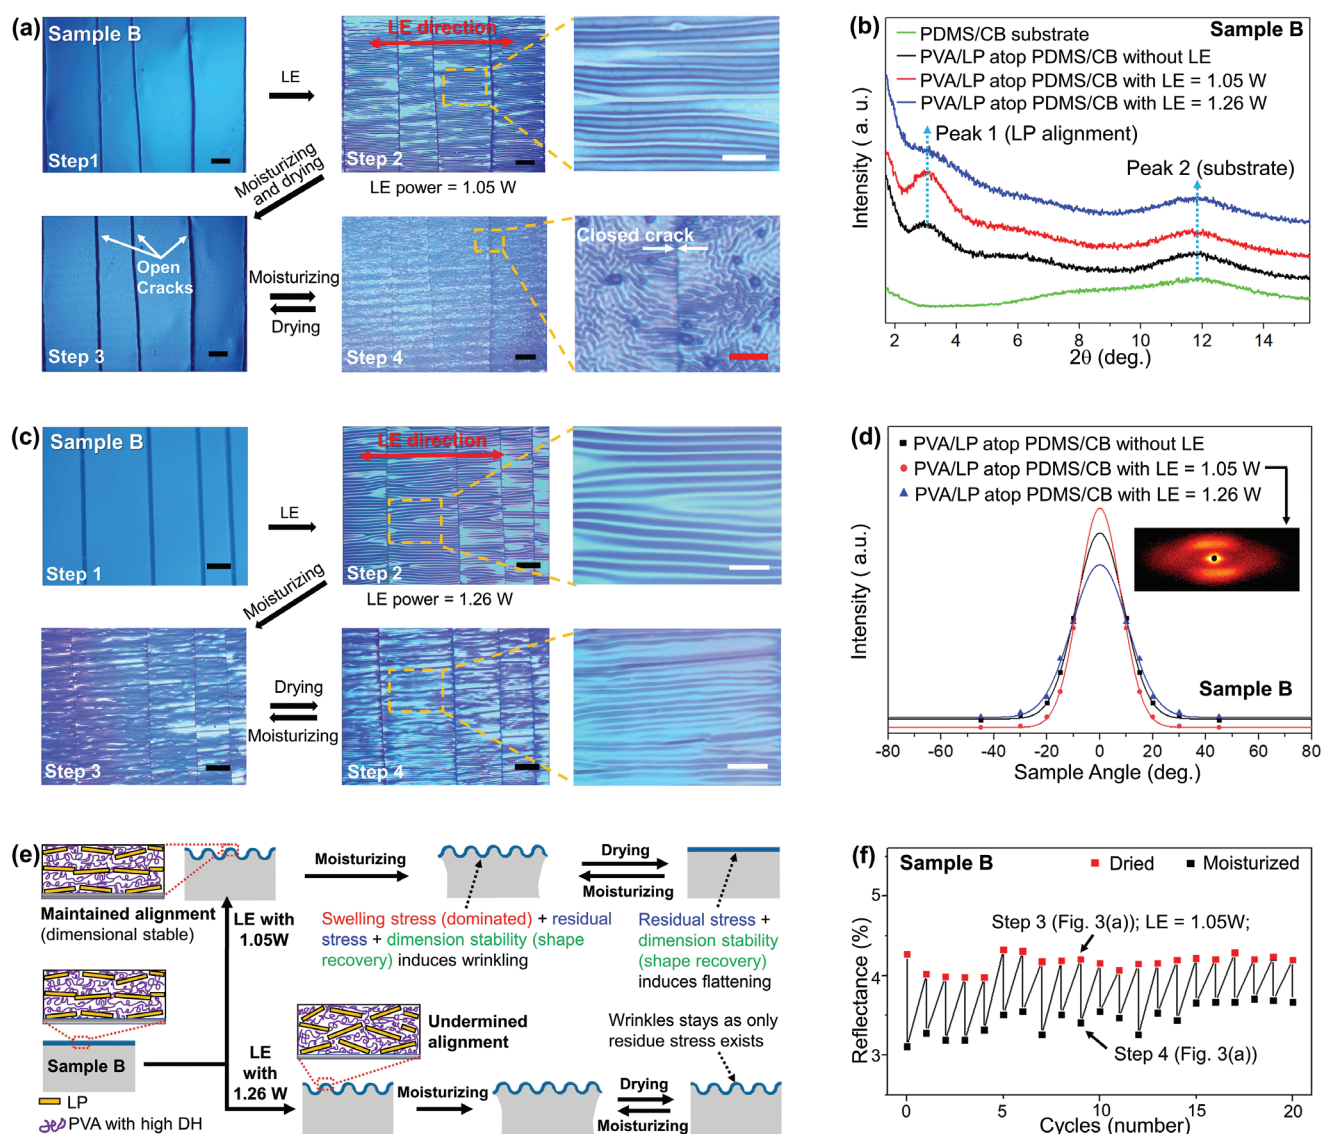 (a)
Sample B
Step1
LE
LE direction
Step 2
LE power = 1.05 W
Moisturizing
and drying
Open
Cracks
Step 3
Moisturizing
Drying
Step 4
Closed crack
(b)
Sample B
PDMS/CB substrate
PVA/LP atop PDMS/CB without LE
PVA/LP atop PDMS/CB with LE = 1.05 W
PVA/LP atop PDMS/CB with LE = 1.26 W
Peak 1 (LP alignment)
Peak 2 (substrate)
Intensity ( a. u.)
2 4 6 8 10 12 14
2θ (deg.)
(c)
Sample B
Step 1
LE
LE direction
Step 2
LE power = 1.26 W
Moisturizing
Step 3
Drying
Moisturizing
Step 4
(d)
PVA/LP atop PDMS/CB without LE
PVA/LP atop PDMS/CB with LE = 1.05 W
PVA/LP atop PDMS/CB with LE = 1.26 W
Sample B
Intensity ( a.u.)
-80 -60 -40 -20 0 20 40 60 80
Sample Angle (deg.)
(e)
Maintained alignment
(dimensional stable)
LE with
1.05W
Moisturizing
Drying
Moisturizing
Swelling stress (dominated) + residual
stress + dimension stability (shape
recovery) induces wrinkling
Residual stress +
dimension stability
(shape recovery)
induces flattening
Sample B
LP
PVA with high DH
LE
with
1.26 W
Undermined
alignment
Moisturizing
Drying
Moisturizing
Wrinkles stays as only
residue stress exists
(f)
Sample B
Dried
Moisturized
Step 3 (Fig. 3(a)); LE = 1.05W;
Step 4 (Fig. 3(a))
Reflectance (%)
5
4
3
0 5 10 15 20
Cycles (number)